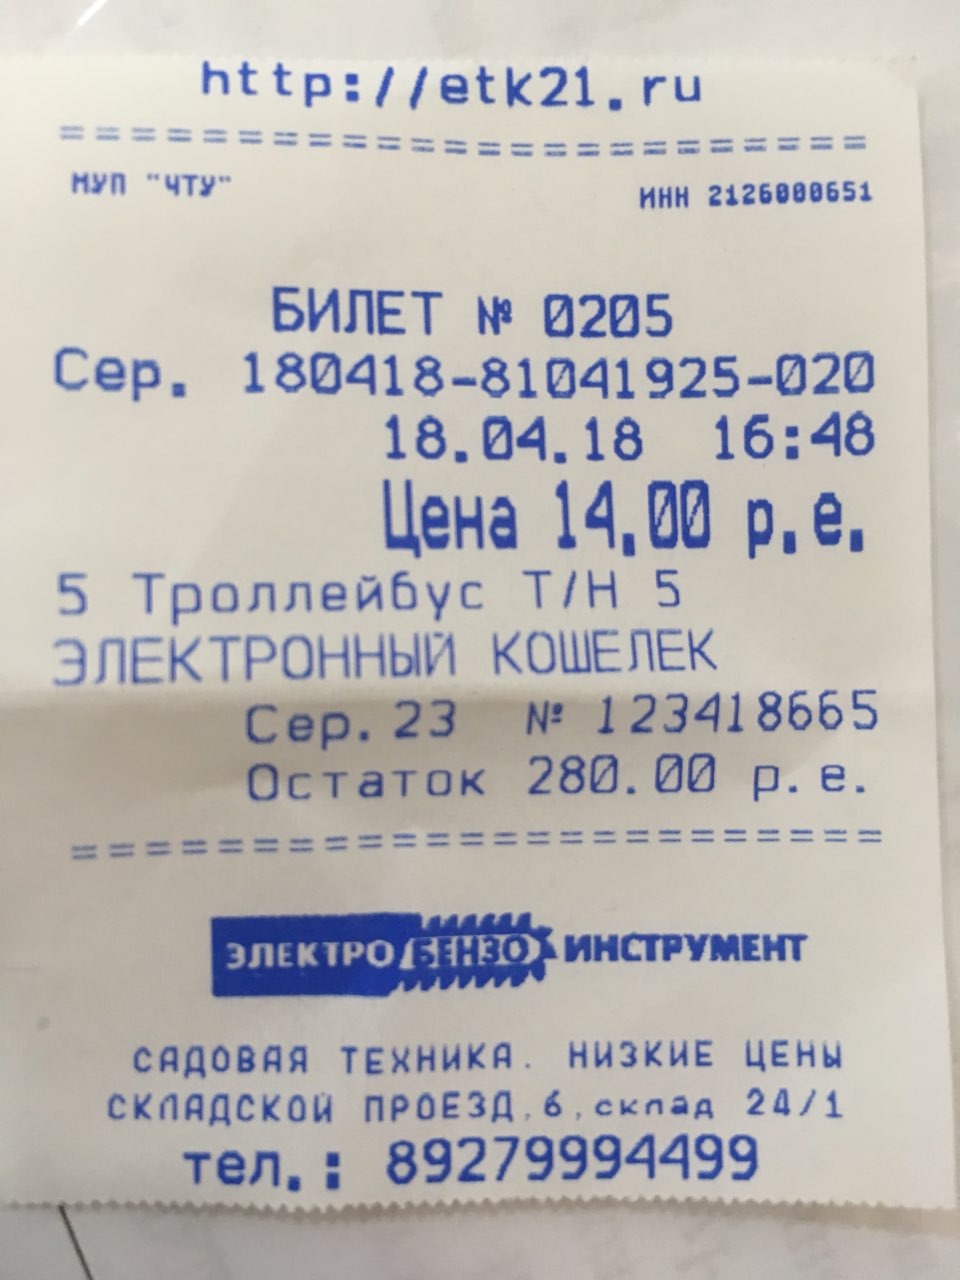 http://etk21.ru
=======================
МУП "ЧТУ" ИНН 2126000651
БИЛЕТ № 0205
Сер. 180418-81041925-020
18.04.18 16:48
Цена 14.00 р.е.
5 Троллейбус Т/Н 5
ЭЛЕКТРОННЫЙ КОШЕЛЕК
Сер. 23 № 123418665
Остаток 280.00 р.е.
=======================
ЭЛЕКТРО БЕНЗО ИНСТРУМЕНТ
САДОВАЯ ТЕХНИКА. НИЗКИЕ ЦЕНЫ
СКЛАДСКОЙ ПРОЕЗД,6,склад 24/1
тел.: 89279994499